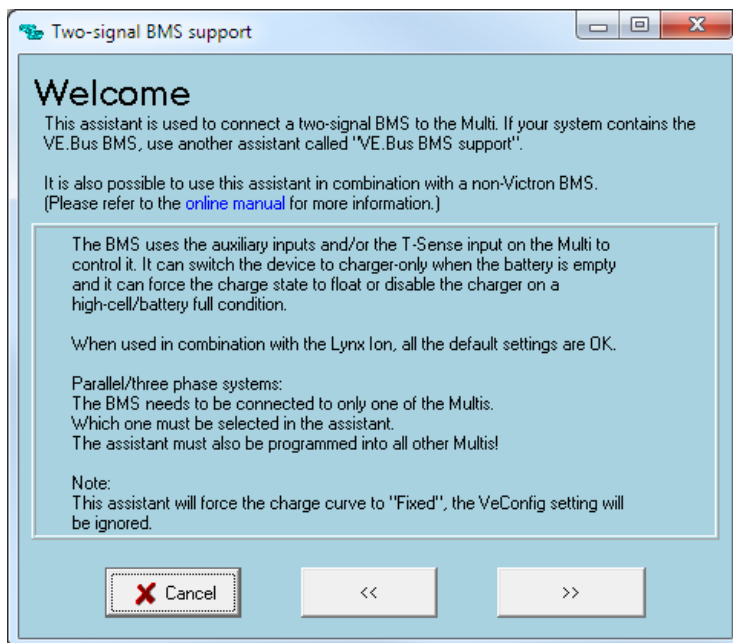 Two-signal BMS support
Welcome
This assistant is used to connect a two-signal BMS to the Multi. If your system contains the
VE.Bus BMS, use another assistant called "VE.Bus BMS support".
It is also possible to use this assistant in combination with a non-Victron BMS.
(Please refer to the online manual for more information.)
The BMS uses the auxiliary inputs and/or the T-Sense input on the Multi to
control it. It can switch the device to charger-only when the battery is empty
and it can force the charge state to float or disable the charger on a
high-cell/battery full condition.
When used in combination with the Lynx Ion, all the default settings are OK.
Parallel/three phase systems:
The BMS needs to be connected to only one of the Multis.
Which one must be selected in the assistant.
The assistant must also be programmed into all other Multis!
Note:
This assistant will force the charge curve to "Fixed", the VeConfig setting will
be ignored.
Cancel << >>